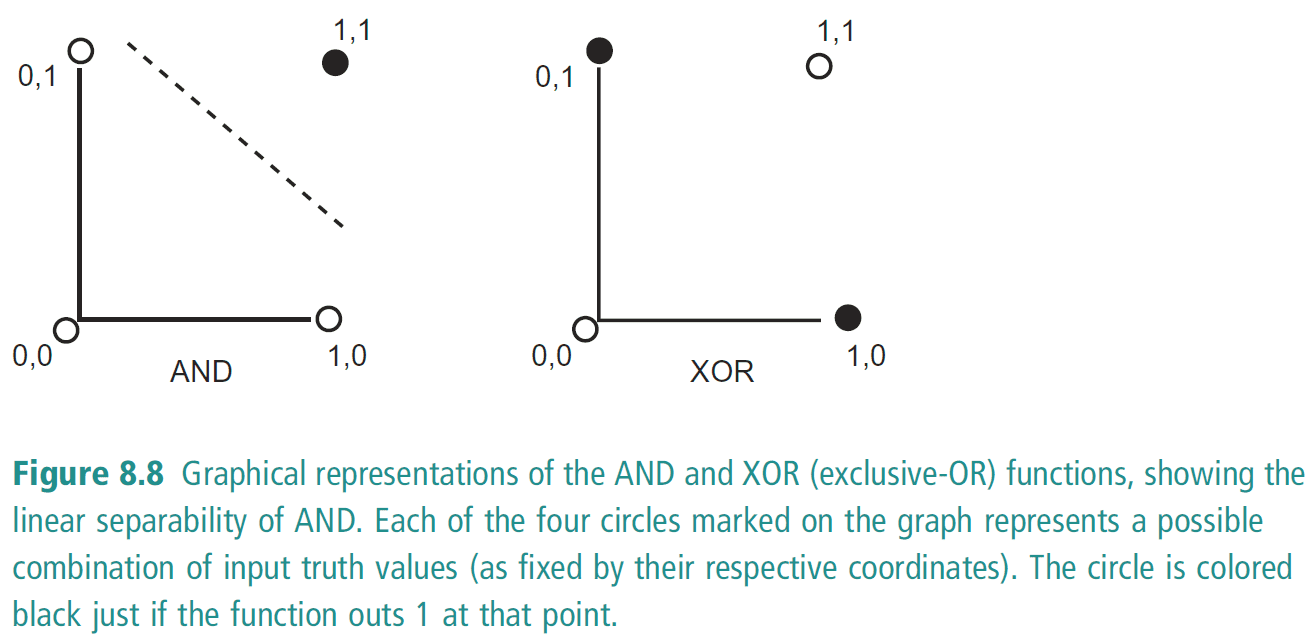 1,1
0,1
0,0
AND
1,0
1,1
0,1
0,0
XOR
1,0
Figure 8.8 Graphical representations of the AND and XOR (exclusive-OR) functions, showing the
linear separability of AND. Each of the four circles marked on the graph represents a possible
combination of input truth values (as fixed by their respective coordinates). The circle is colored
black just if the function outs 1 at that point.